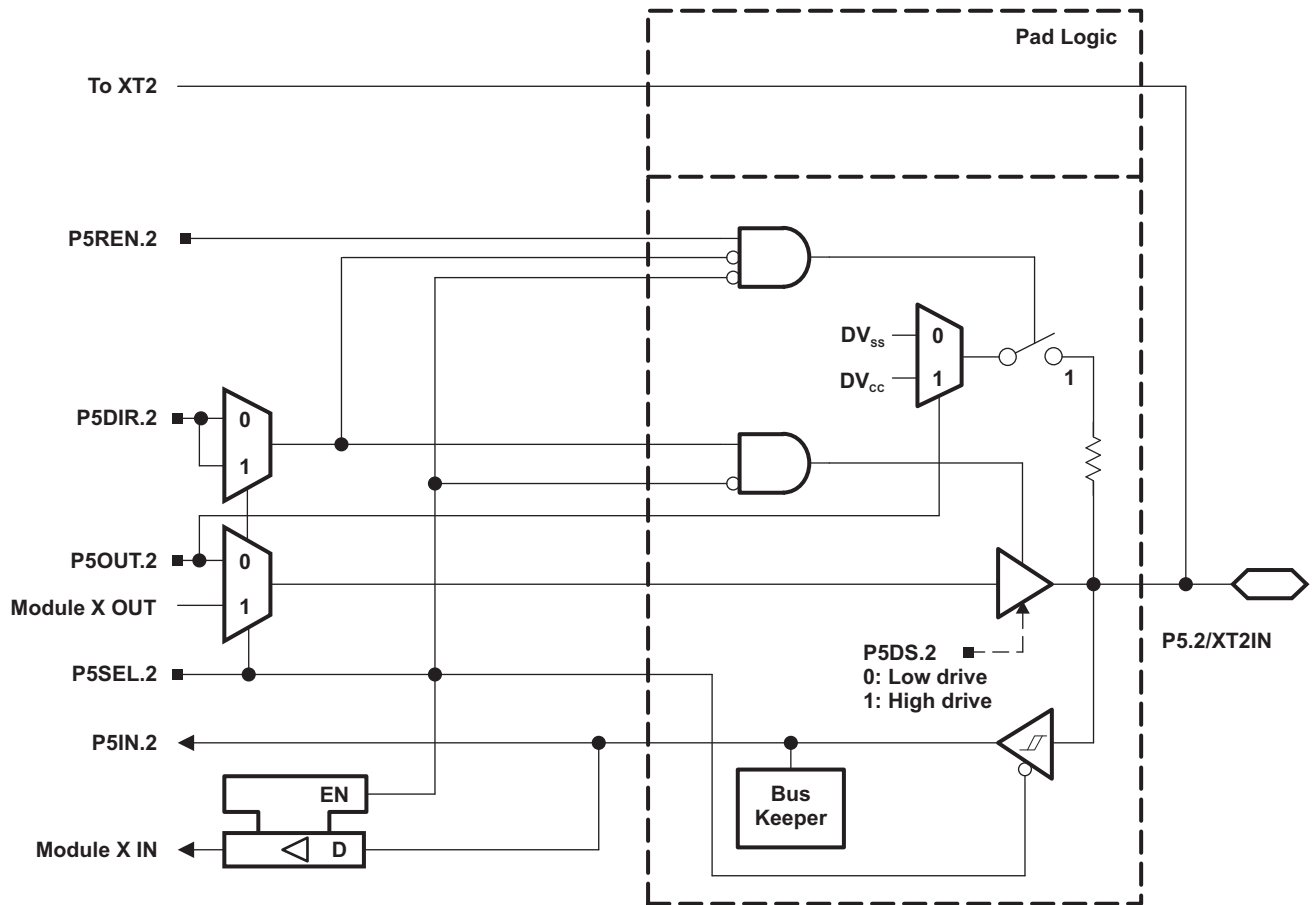 Pad Logic
To XT2
P5REN.2
DVSS
0
DVCC
1
1
P5DIR.2
0
1
P5OUT.2
0
Module X OUT
1
P5DS.2
0: Low drive
1: High drive
P5.2/XT2IN
P5SEL.2
P5IN.2
Bus
Keeper
EN
Module X IN
D